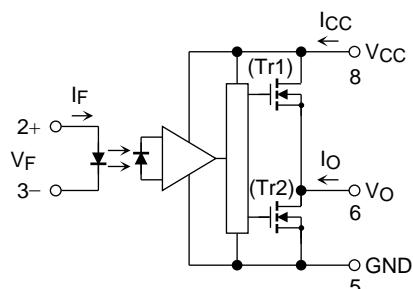 ICC
(Tr1)
VCC
8
IF
2+
VF
3−
IO
(Tr2)
VO
6
GND
5